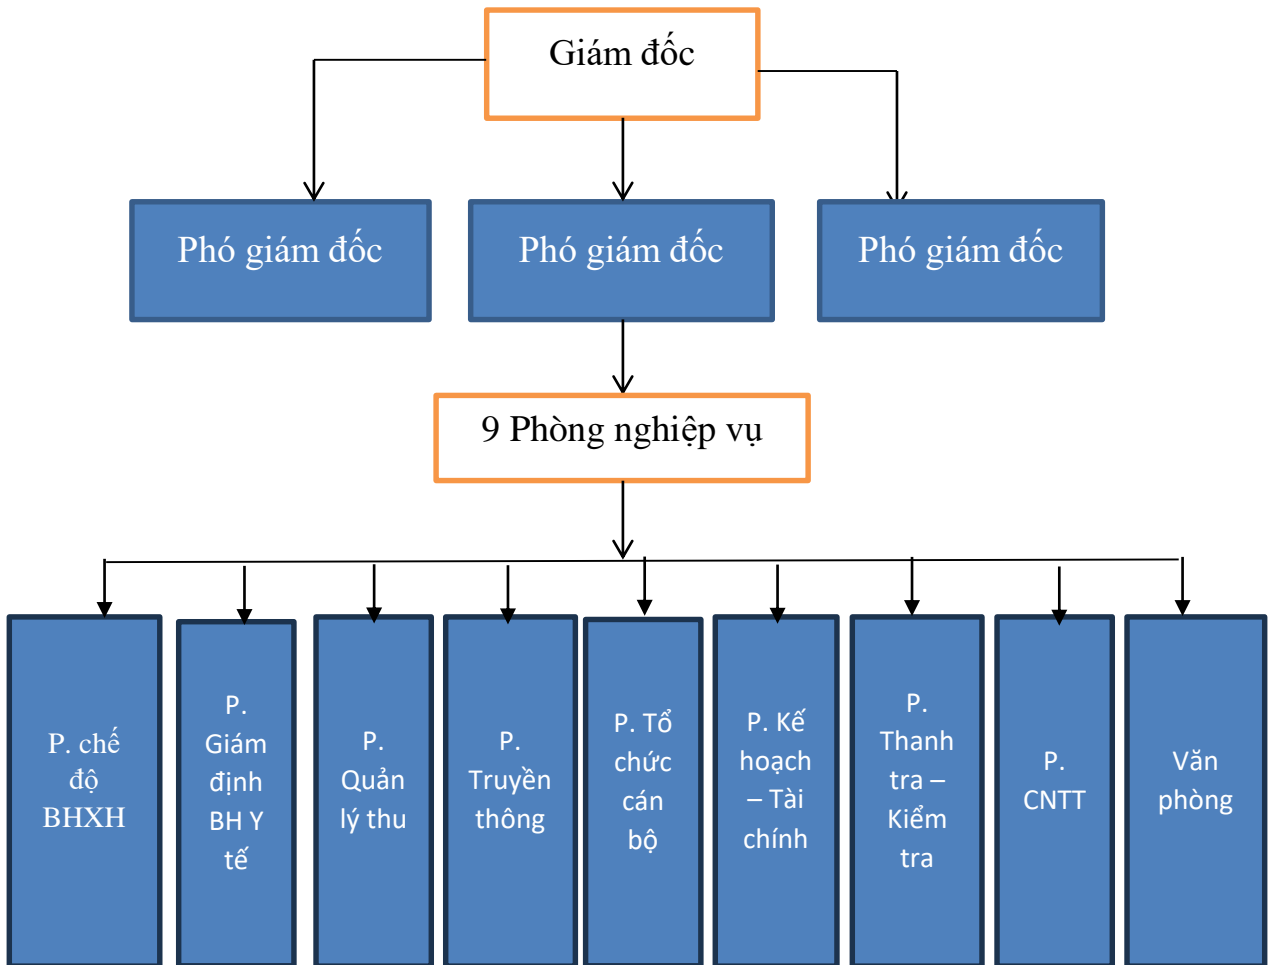 Giám đốc
Phó giám đốc
Phó giám đốc
Phó giám đốc
9 Phòng nghiệp vụ
P. chế
độ
BHXH
P.
Giám
định
BH Y
tế
P.
Quản
lý thu
P.
Truyền
thông
P. Tổ
chức
cán
bộ
P. Kế
hoạch
– Tài
chính
P.
Thanh
tra –
Kiểm
tra
P.
CNTT
Văn
phòng